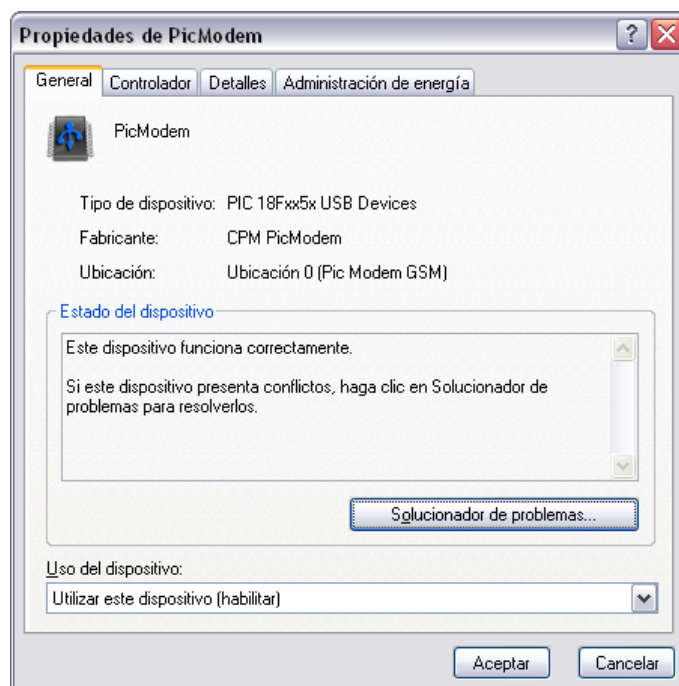 Propiedades de PicModem
General Controlador Detalles Administración de energía
PicModem
Tipo de dispositivo: PIC 18Fxx5x USB Devices
Fabricante: CPM PicModem
Ubicación: Ubicación 0 (Pic Modem GSM)
Estado del dispositivo
Este dispositivo funciona correctamente.
Si este dispositivo presenta conflictos, haga clic en Solucionador de
problemas para resolverlos.
Solucionador de problemas...
Uso del dispositivo:
Utilizar este dispositivo (habilitar)
Aceptar Cancelar